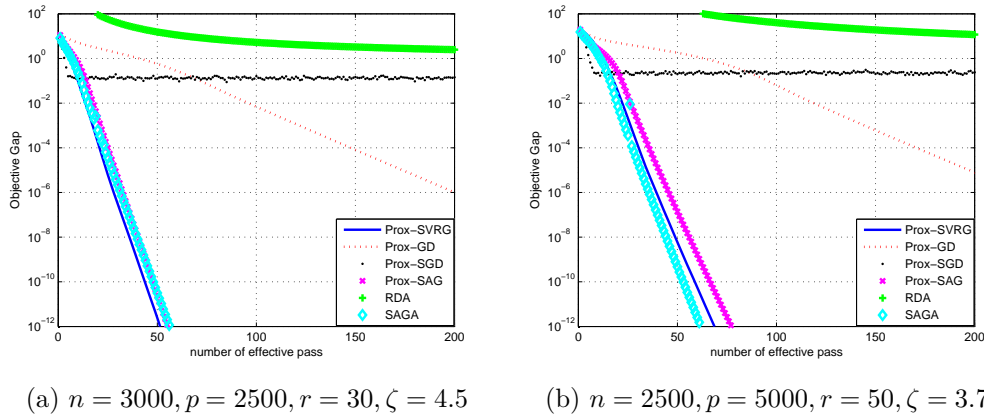 10^2
10^0
10^−2
10^−4
10^−6
10^−8
10^−10
10^−12
Objective Gap
0 50 100 150 200
number of effective pass
Prox−SVRG
Prox−GD
Prox−SGD
Prox−SAG
RDA
SAGA
(a) n = 3000, p = 2500, r = 30, ζ = 4.5
10^2
10^0
10^−2
10^−4
10^−6
10^−8
10^−10
10^−12
Objective Gap
0 50 100 150 200
number of effective pass
Prox−SVRG
Prox−GD
Prox−SGD
Prox−SAG
RDA
SAGA
(b) n = 2500, p = 5000, r = 50, ζ = 3.7